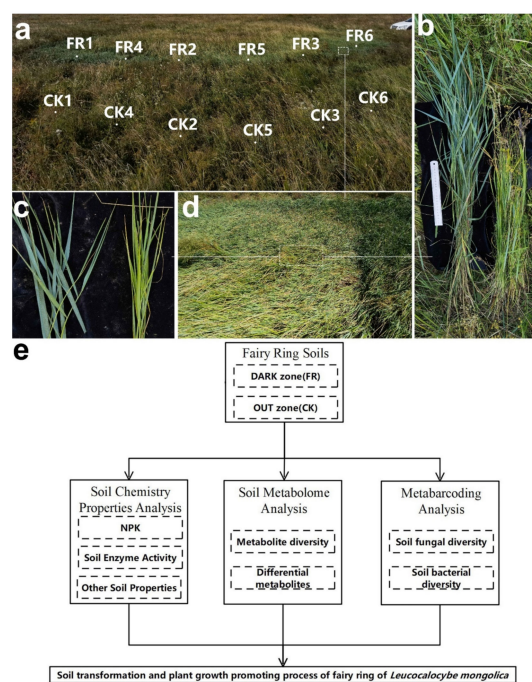 a
FR1 FR4 FR2 FR5 FR3 FR6
CK1 CK4 CK2 CK5 CK3 CK6
b
c
d
e
Fairy Ring Soils
DARK zone(FR)
OUT zone(CK)
Soil Chemistry
Properties Analysis
NPK
Soil Enzyme Activity
Other Soil Properties
Soil Metabolome
Analysis
Metabolite diversity
Differential
metabolites
Metabarcoding
Analysis
Soil fungal diversity
Soil bacterial
diversity
Soil transformation and plant growth promoting process of fairy ring of Leucocalocybe mongolica